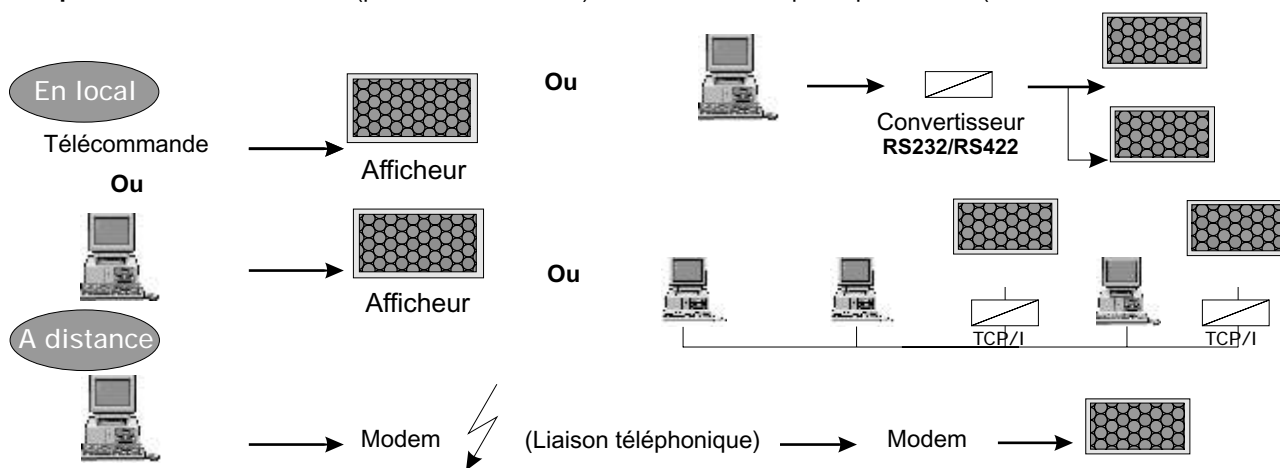 Ou
En local
Télécommande
Afficheur
Convertisseur
RS232/RS422
Ou
Afficheur
Ou
TCP/I
TCP/I
A distance
Modem
(Liaison téléphonique)
Modem